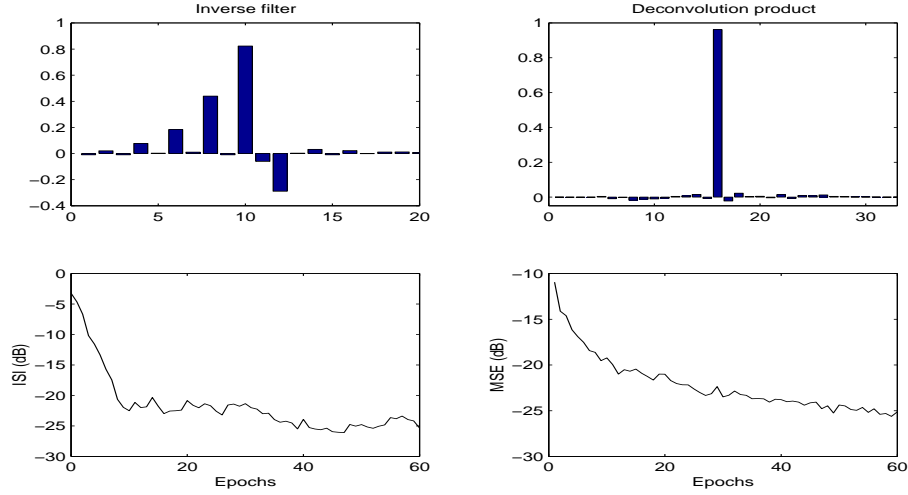 Inverse filter
1
0.8
0.6
0.4
0.2
0
−0.2
−0.4
0 5 10 15 20
Deconvolution product
1
0.8
0.6
0.4
0.2
0
0 10 20 30
0
−5
−10
−15
−20
−25
−30
ISI (dB)
0 20 40 60
Epochs
−10
−15
−20
−25
−30
MSE (dB)
0 20 40 60
Epochs